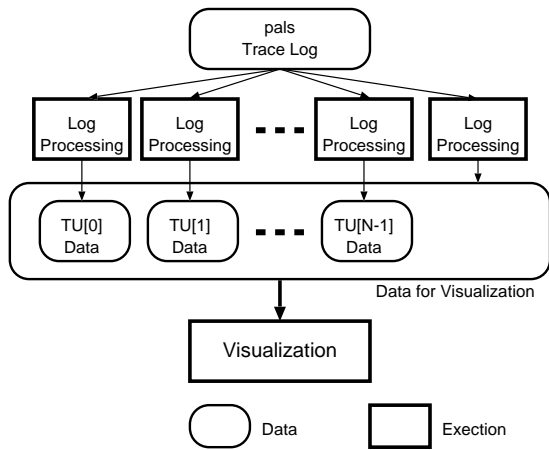 pals
Trace Log
Log
Processing
Log
Processing
Log
Processing
Log
Processing
TU[0]
Data
TU[1]
Data
TU[N-1]
Data
Data for Visualization
Visualization
Data
Exection